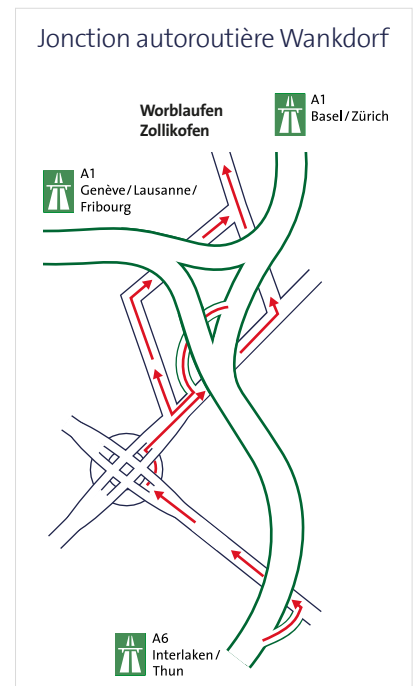 Jonction autoroutière Wankdorf
Worblaufen
Zollikofen
A1
Basel/Zürich
A1
Genève/Lausanne/
Fribourg
A6
Interlaken/
Thun